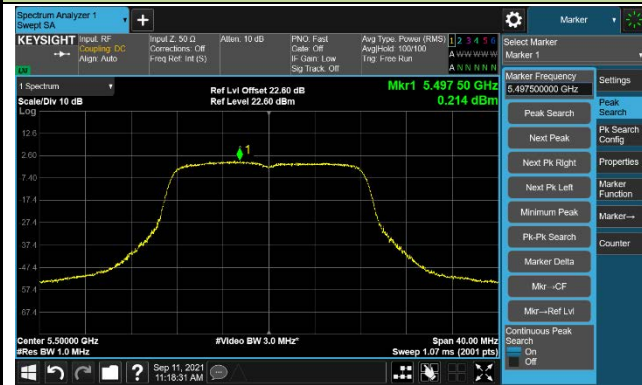 Spectrum Analyzer 1
Swept SA
Marker
KEYSIGHT
Input: RF
Coupling: DC
Align: Auto
Input Z: 50 Ω
Corrections: Off
Freq Ref: Int (S)
Atten: 10 dB
PNO: Fast
Gate: Off
IF Gain: Low
Sig Track: Off
Avg Type: Power (RMS)
Avg|Hold: 100/100
Trig: Free Run
1 2 3 4 5 6
A W W W W W
A N N N N N
LXI
Select Marker
Marker 1
1 Spectrum
Scale/Div 10 dB
Log
Ref Lvl Offset 22.60 dB
Ref Level 22.60 dBm
Mkr1 5.497 50 GHz
0.214 dBm
12.6
2.60
-7.40
-17.4
-27.4
-37.4
-47.4
-57.4
-67.4
1
Center 5.50000 GHz
#Res BW 1.0 MHz
#Video BW 3.0 MHz*
Span 40.00 MHz
Sweep 1.07 ms (2001 pts)
Marker Frequency
5.497500000 GHz
Peak Search
Next Peak
Next Pk Right
Next Pk Left
Minimum Peak
Pk-Pk Search
Marker Delta
Mkr→CF
Mkr→Ref Lvl
Continuous Peak
Search
On
Off
Settings
Peak
Search
Pk Search
Config
Properties
Marker
Function
Marker→
Counter
Sep 11, 2021
11:18:31 AM